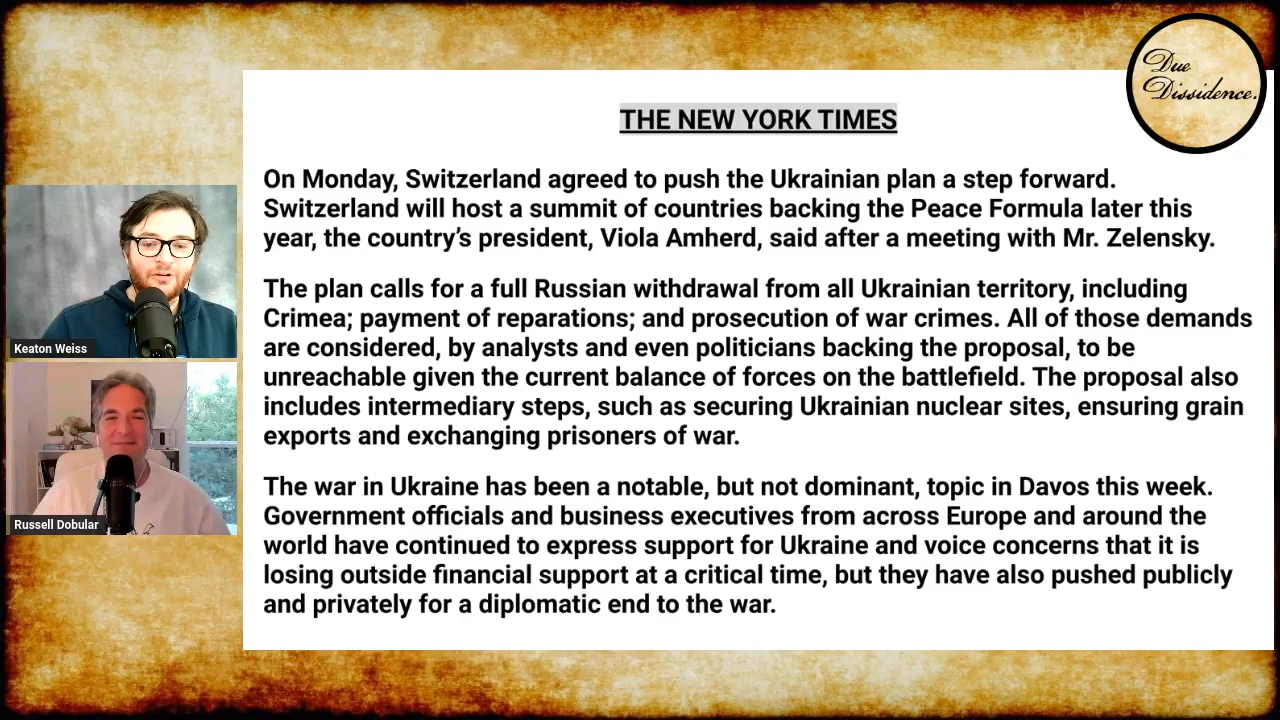 Due
Dissidence.
THE NEW YORK TIMES
On Monday, Switzerland agreed to push the Ukrainian plan a step forward.
Switzerland will host a summit of countries backing the Peace Formula later this
year, the country’s president, Viola Amherd, said after a meeting with Mr. Zelensky.
The plan calls for a full Russian withdrawal from all Ukrainian territory, including
Crimea; payment of reparations; and prosecution of war crimes. All of those demands
are considered, by analysts and even politicians backing the proposal, to be
unreachable given the current balance of forces on the battlefield. The proposal also
includes intermediary steps, such as securing Ukrainian nuclear sites, ensuring grain
exports and exchanging prisoners of war.
The war in Ukraine has been a notable, but not dominant, topic in Davos this week.
Government officials and business executives from across Europe and around the
world have continued to express support for Ukraine and voice concerns that it is
losing outside financial support at a critical time, but they have also pushed publicly
and privately for a diplomatic end to the war.
Keaton Weiss
Russell Dobular